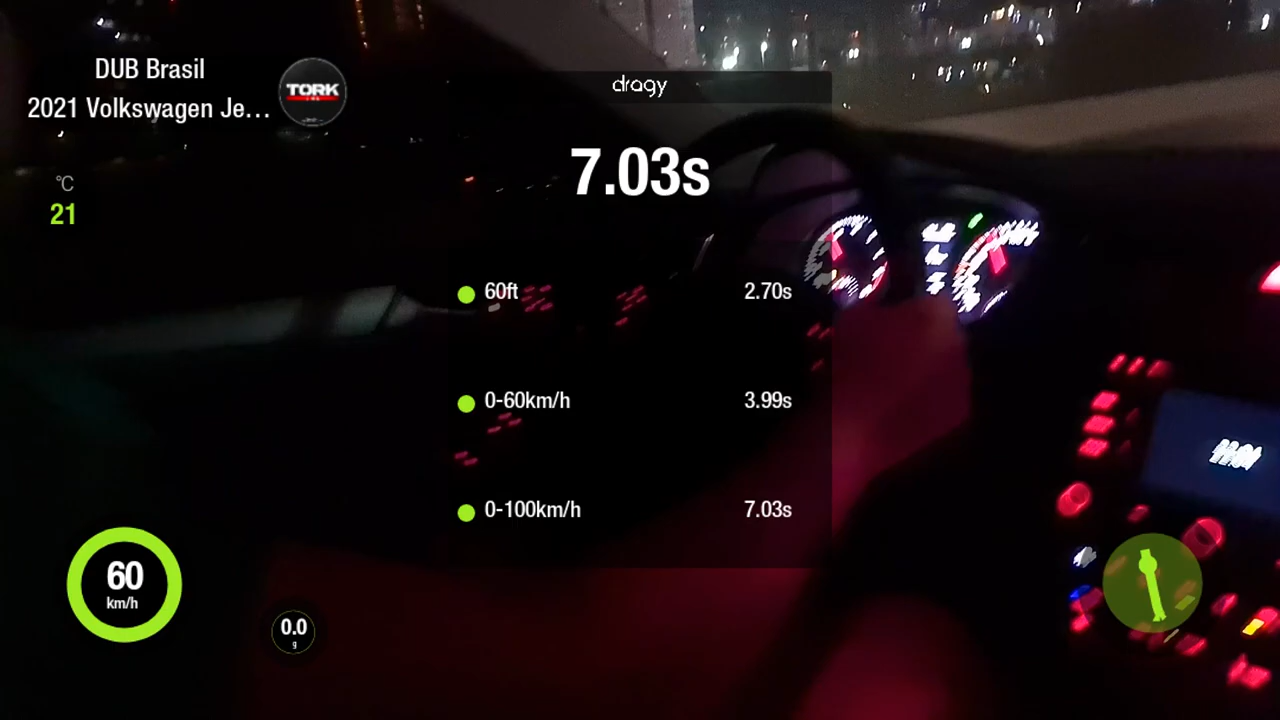 DUB Brasil
2021 Volkswagen Je...
TORK
dragy
7.03s
°C
21
60ft 2.70s
0-60km/h 3.99s
0-100km/h 7.03s
60
km/h
0.0
g